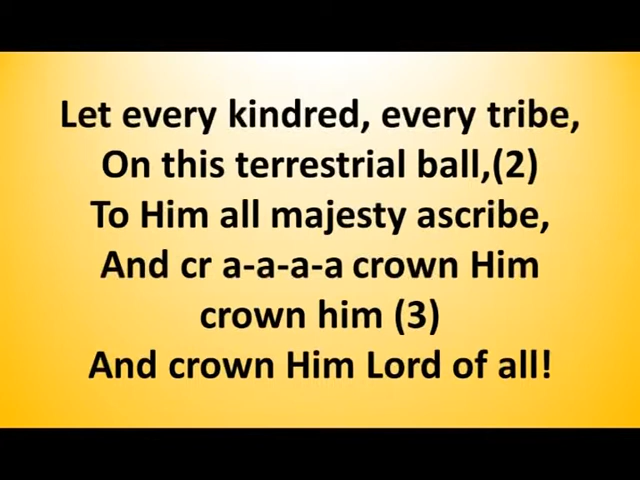 Let every kindred, every tribe,
On this terrestrial ball,(2)
To Him all majesty ascribe,
And cr a-a-a-a crown Him
crown him (3)
And crown Him Lord of all!